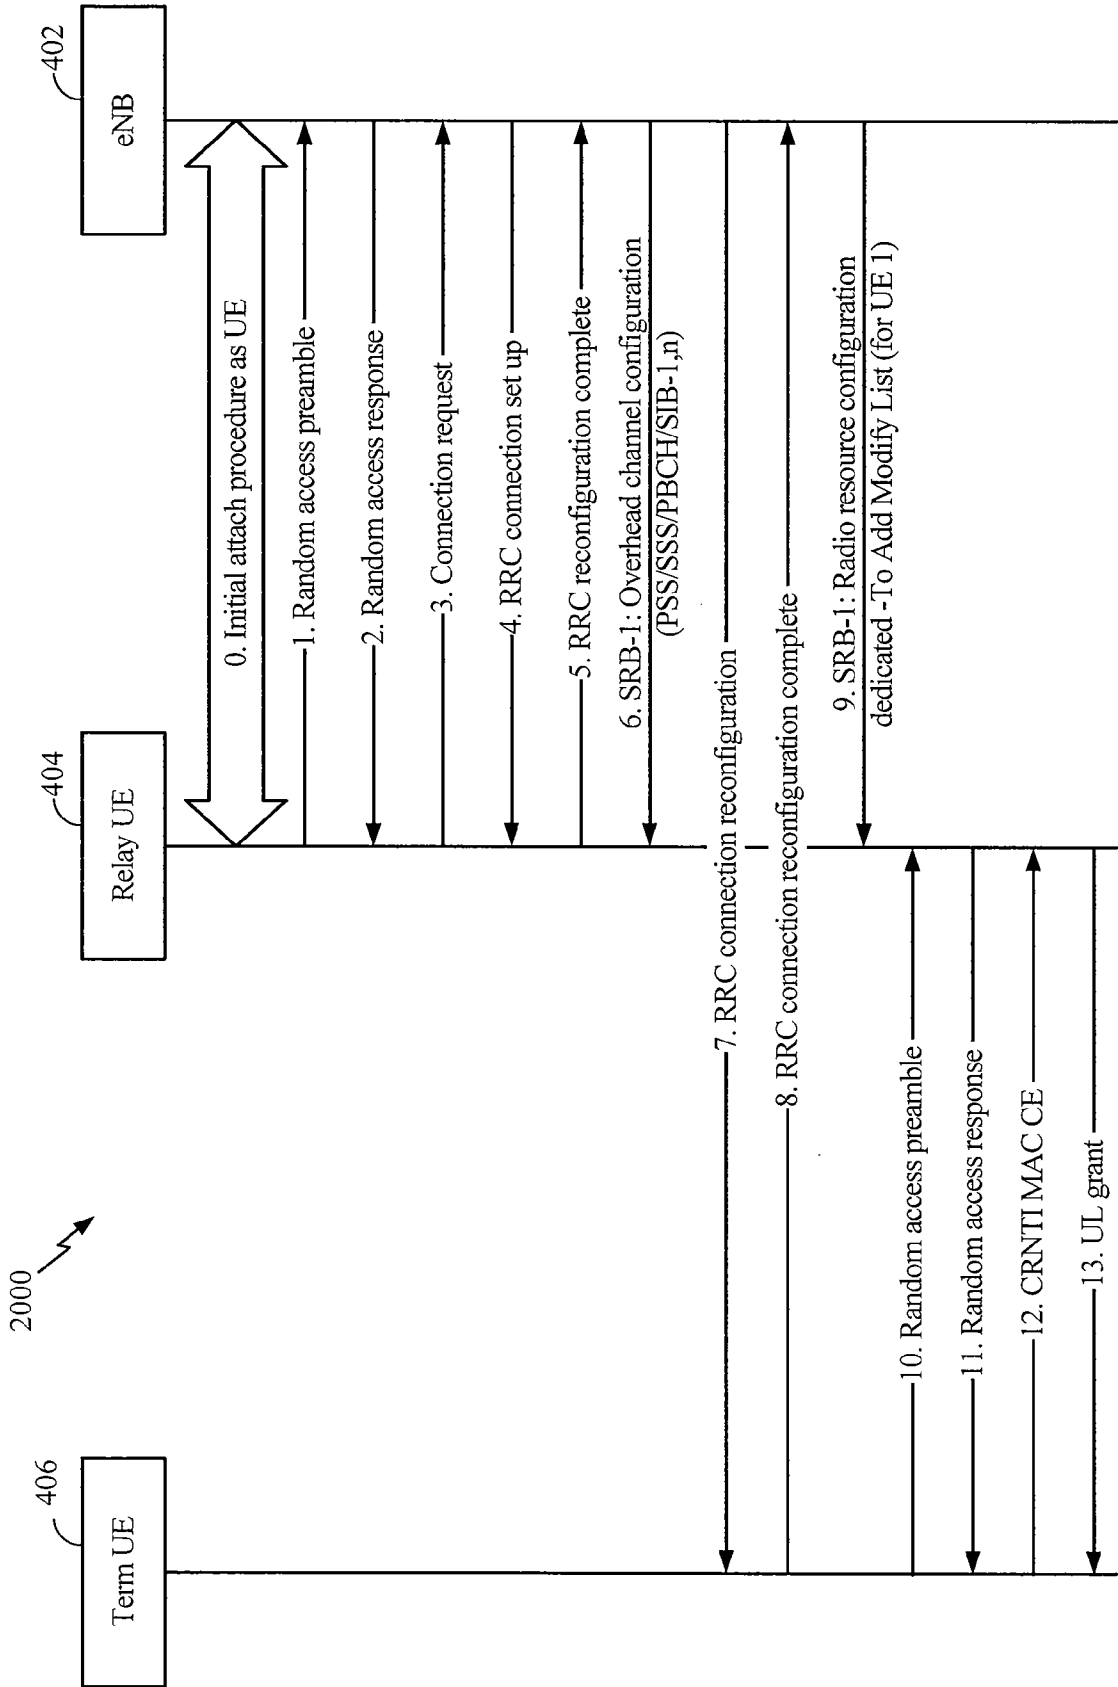 2000
406
Term UE
404
Relay UE
402
eNB
0. Initial attach procedure as UE
1. Random access preamble
2. Random access response
3. Connection request
4. RRC connection set up
5. RRC reconfiguration complete
6. SRB-1: Overhead channel configuration
(PSS/SSS/PBCH/SIB-1,n)
7. RRC connection reconfiguration
8. RRC connection reconfiguration complete
9. SRB-1: Radio resource configuration
dedicated -To Add Modify List (for UE 1)
10. Random access preamble
11. Random access response
12. CRNTI MAC CE
13. UL grant